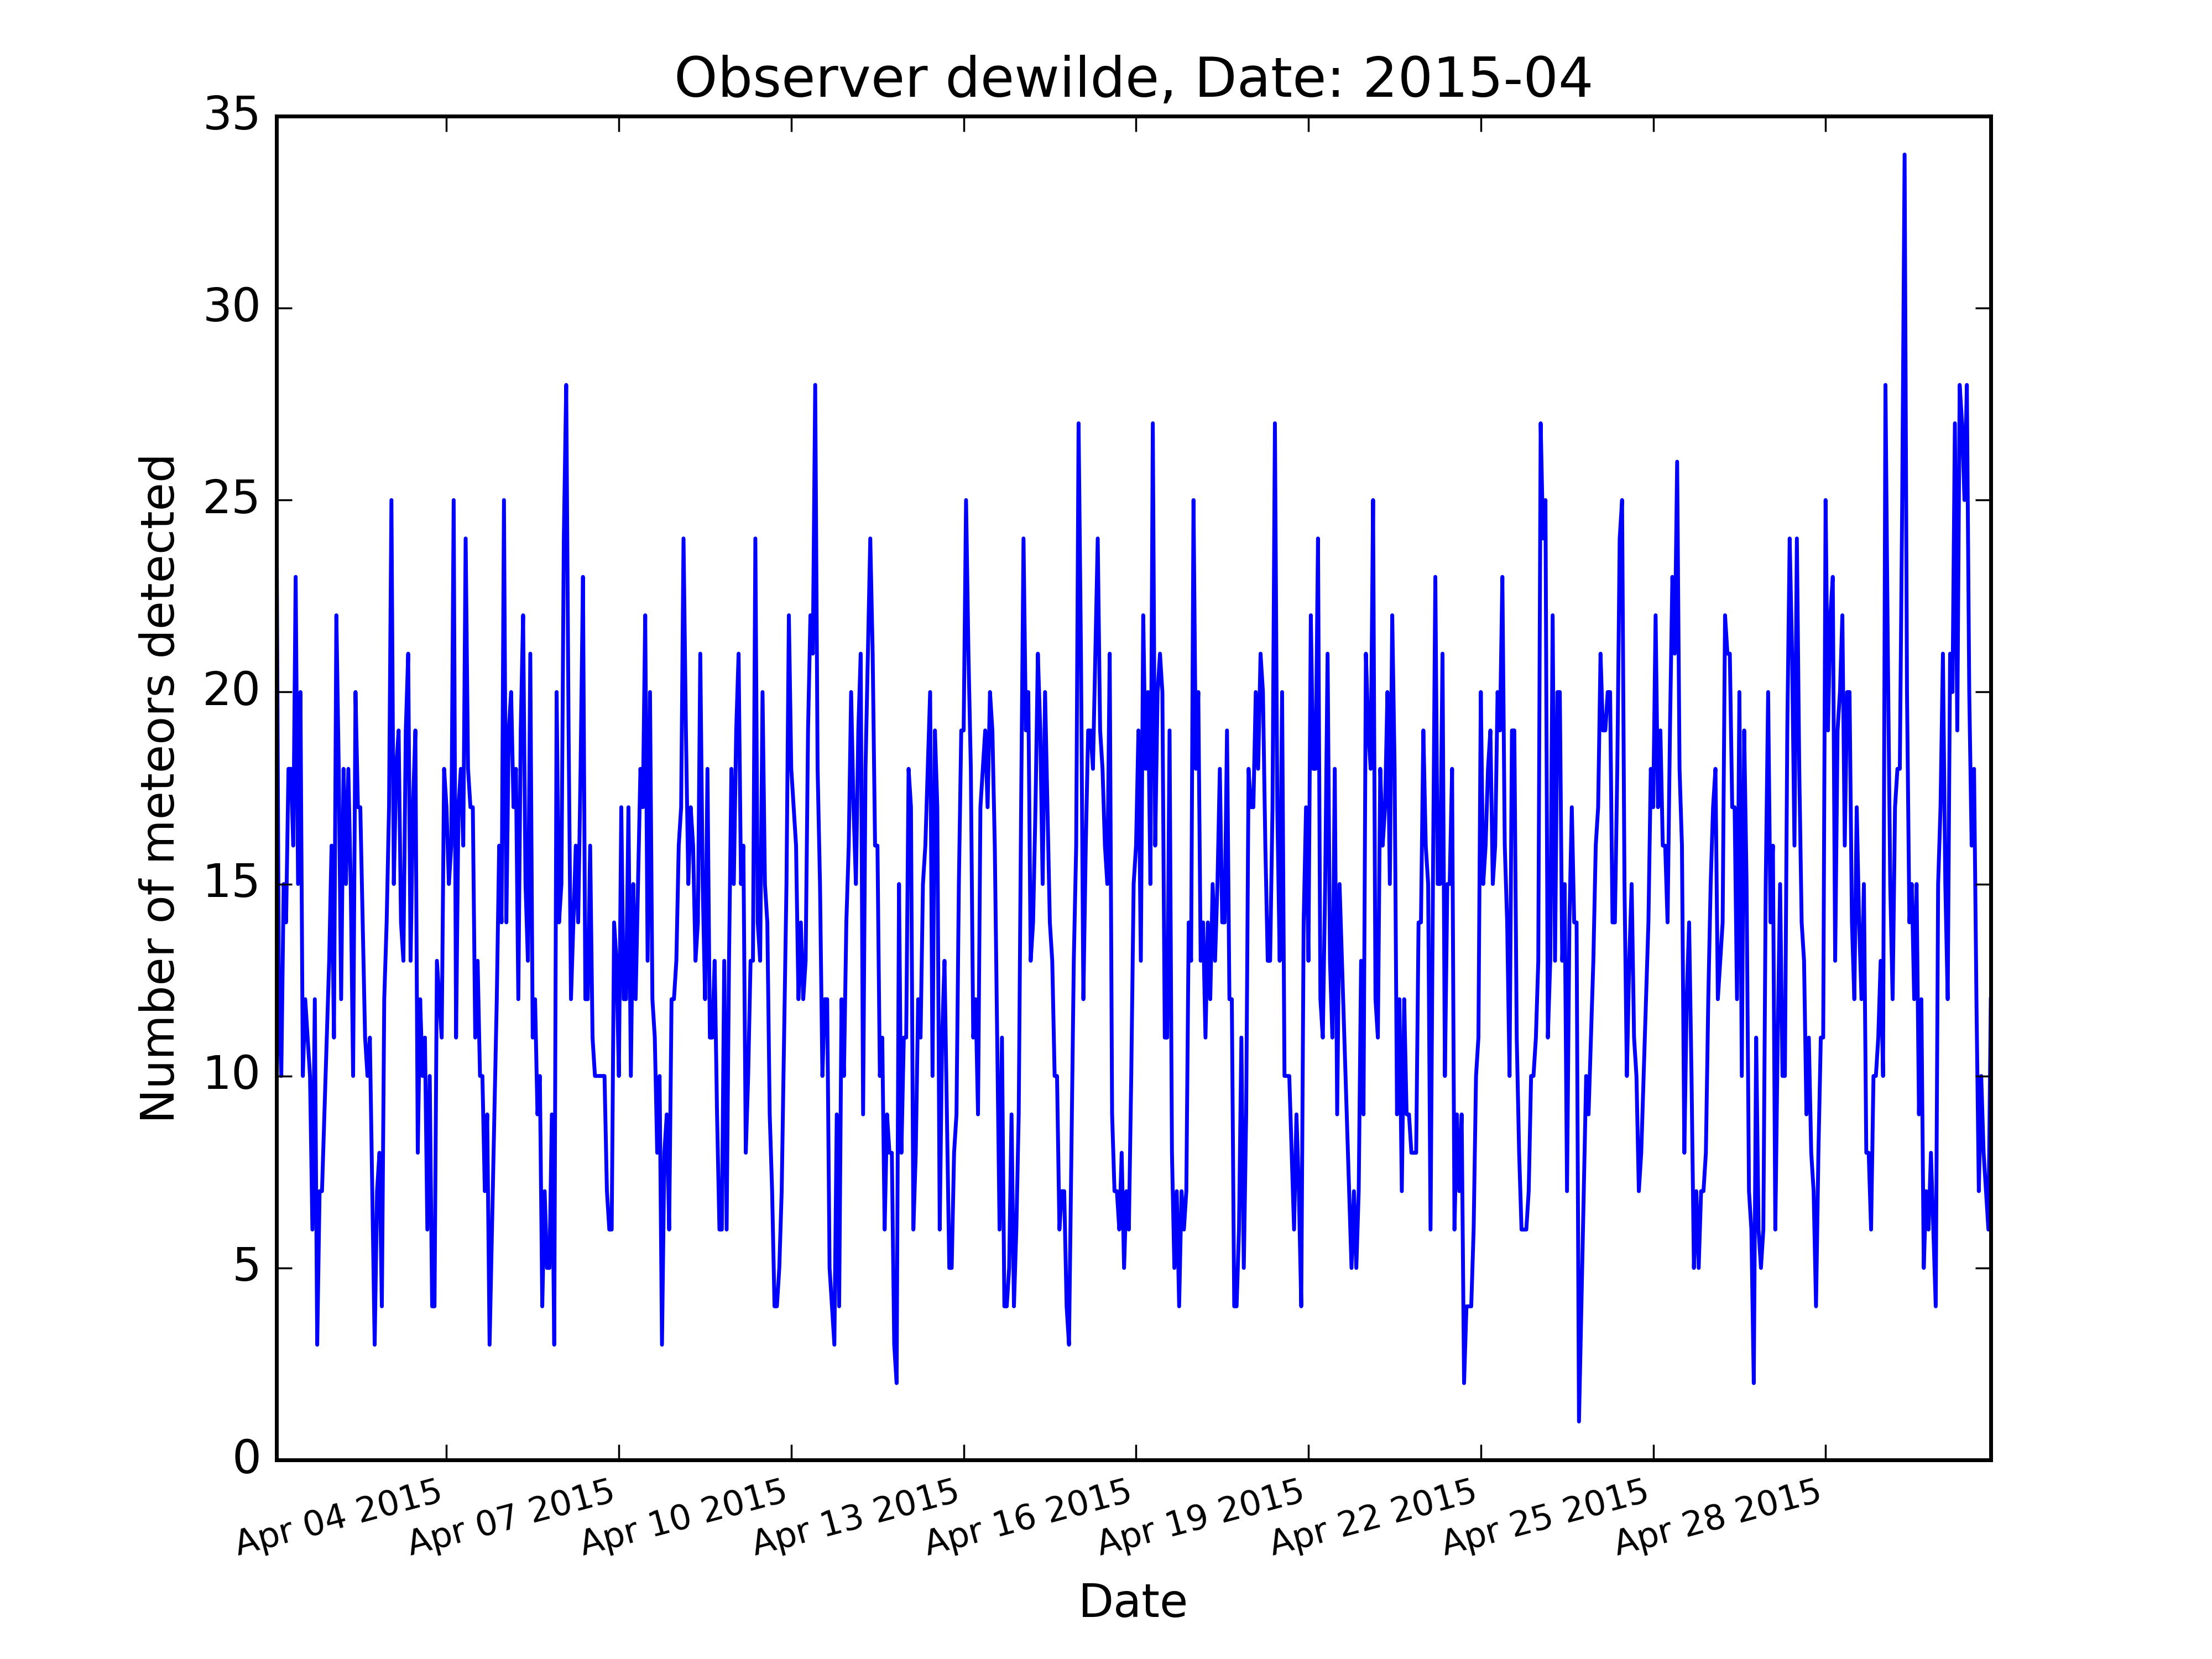 Observer dewilde, Date: 2015-04
35
30
25
20
15
10
5
0
Number of meteors detected
Apr 04 2015
Apr 07 2015
Apr 10 2015
Apr 13 2015
Apr 16 2015
Apr 19 2015
Apr 22 2015
Apr 25 2015
Apr 28 2015
Date